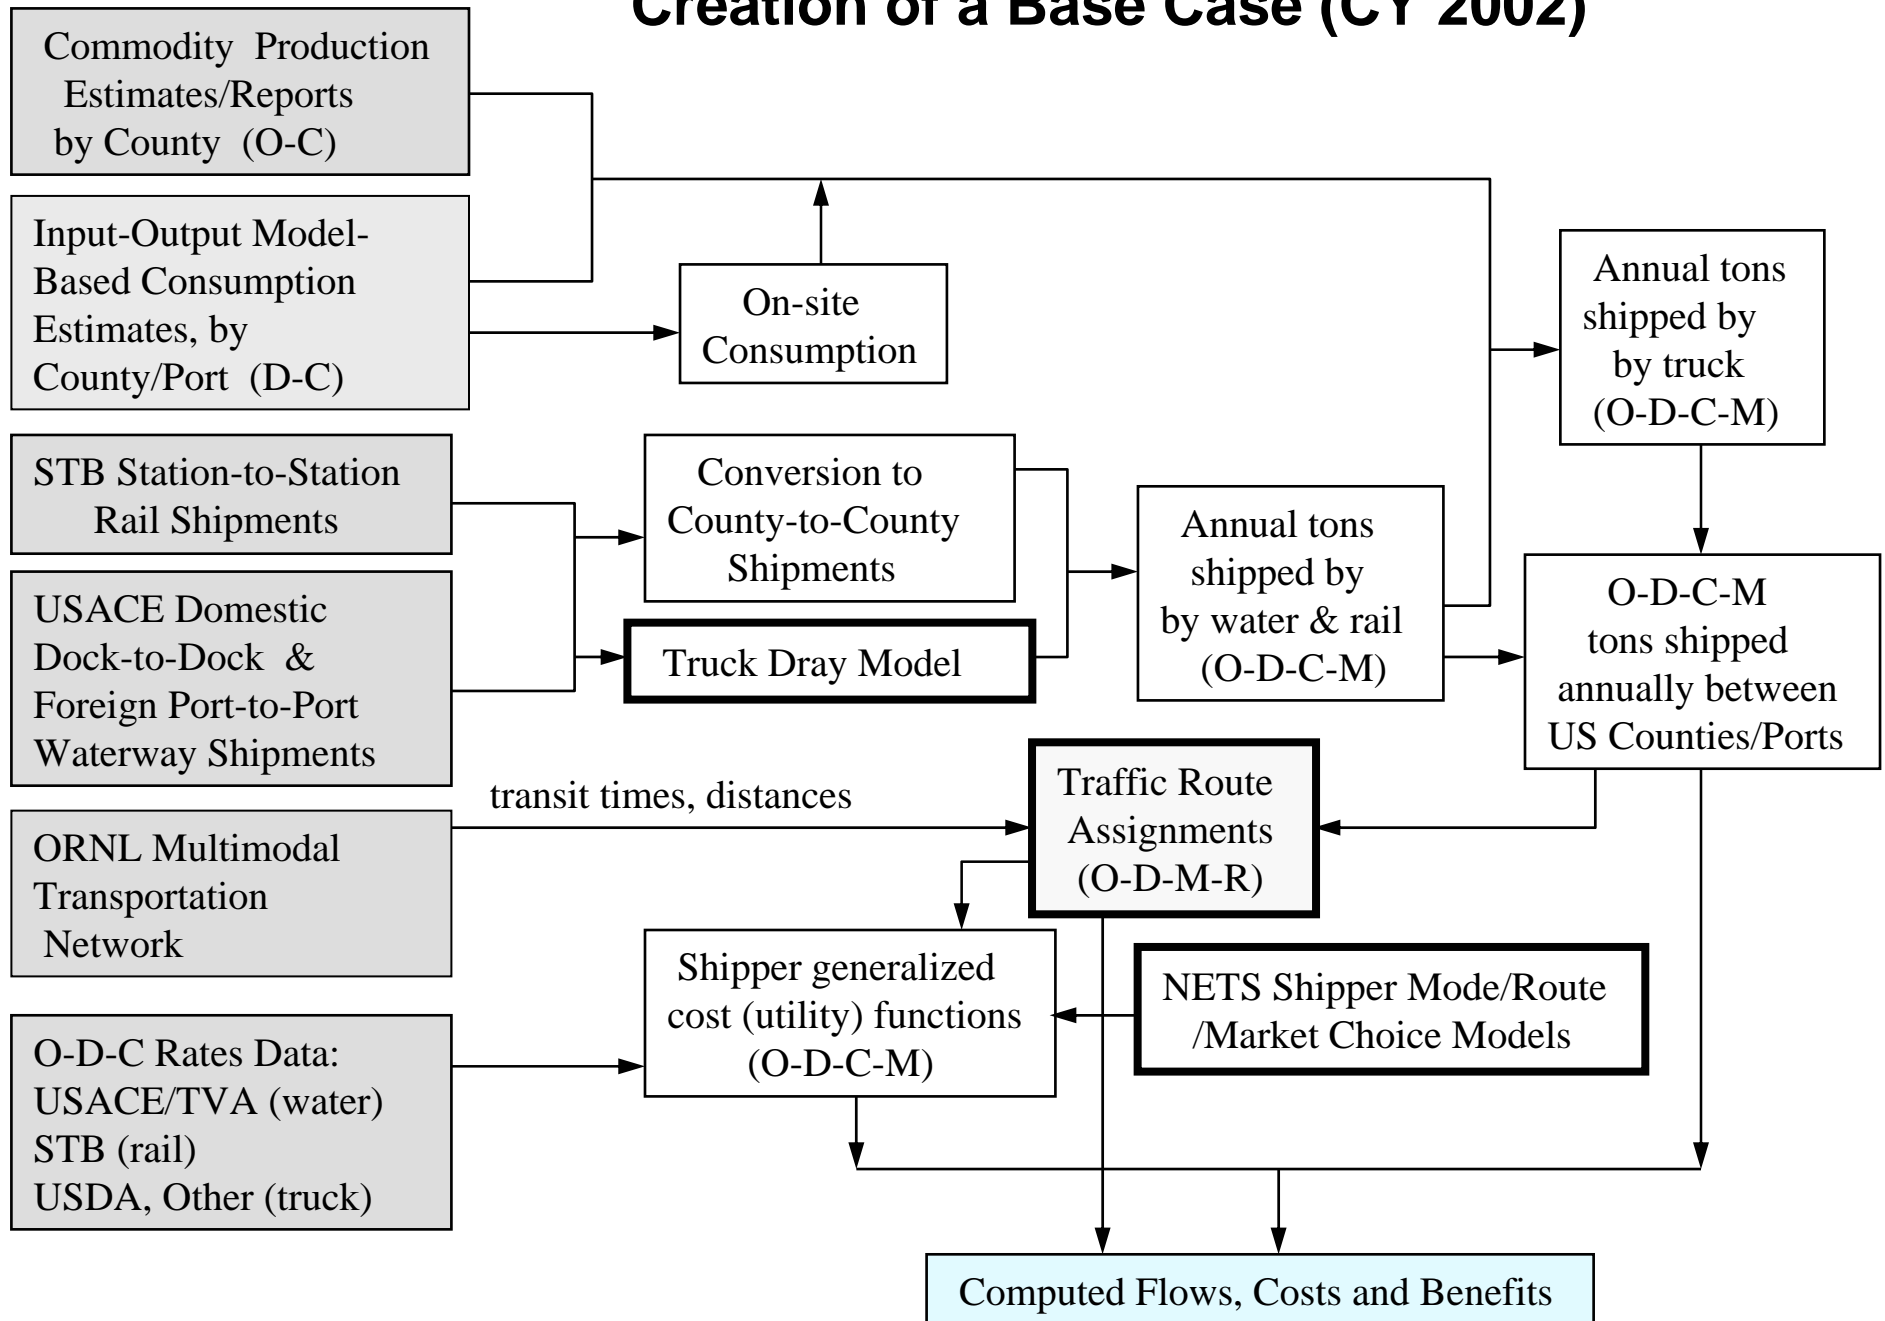 Creation of a Base Case (CY 2002)
Commodity Production
Estimates/Reports
by County (O-C)
Input-Output Model-
Based Consumption
Estimates, by
County/Port (D-C)
On-site
Consumption
Annual tons
shipped by
by truck
(O-D-C-M)
STB Station-to-Station
Rail Shipments
Conversion to
County-to-County
Shipments
Annual tons
shipped by
by water & rail
(O-D-C-M)
USACE Domestic
Dock-to-Dock &
Foreign Port-to-Port
Waterway Shipments
Truck Dray Model
O-D-C-M
tons shipped
annually between
US Counties/Ports
transit times, distances
Traffic Route
Assignments
(O-D-M-R)
ORNL Multimodal
Transportation
Network
Shipper generalized
cost (utility) functions
(O-D-C-M)
NETS Shipper Mode/Route
/Market Choice Models
O-D-C Rates Data:
USACE/TVA (water)
STB (rail)
USDA, Other (truck)
Computed Flows, Costs and Benefits